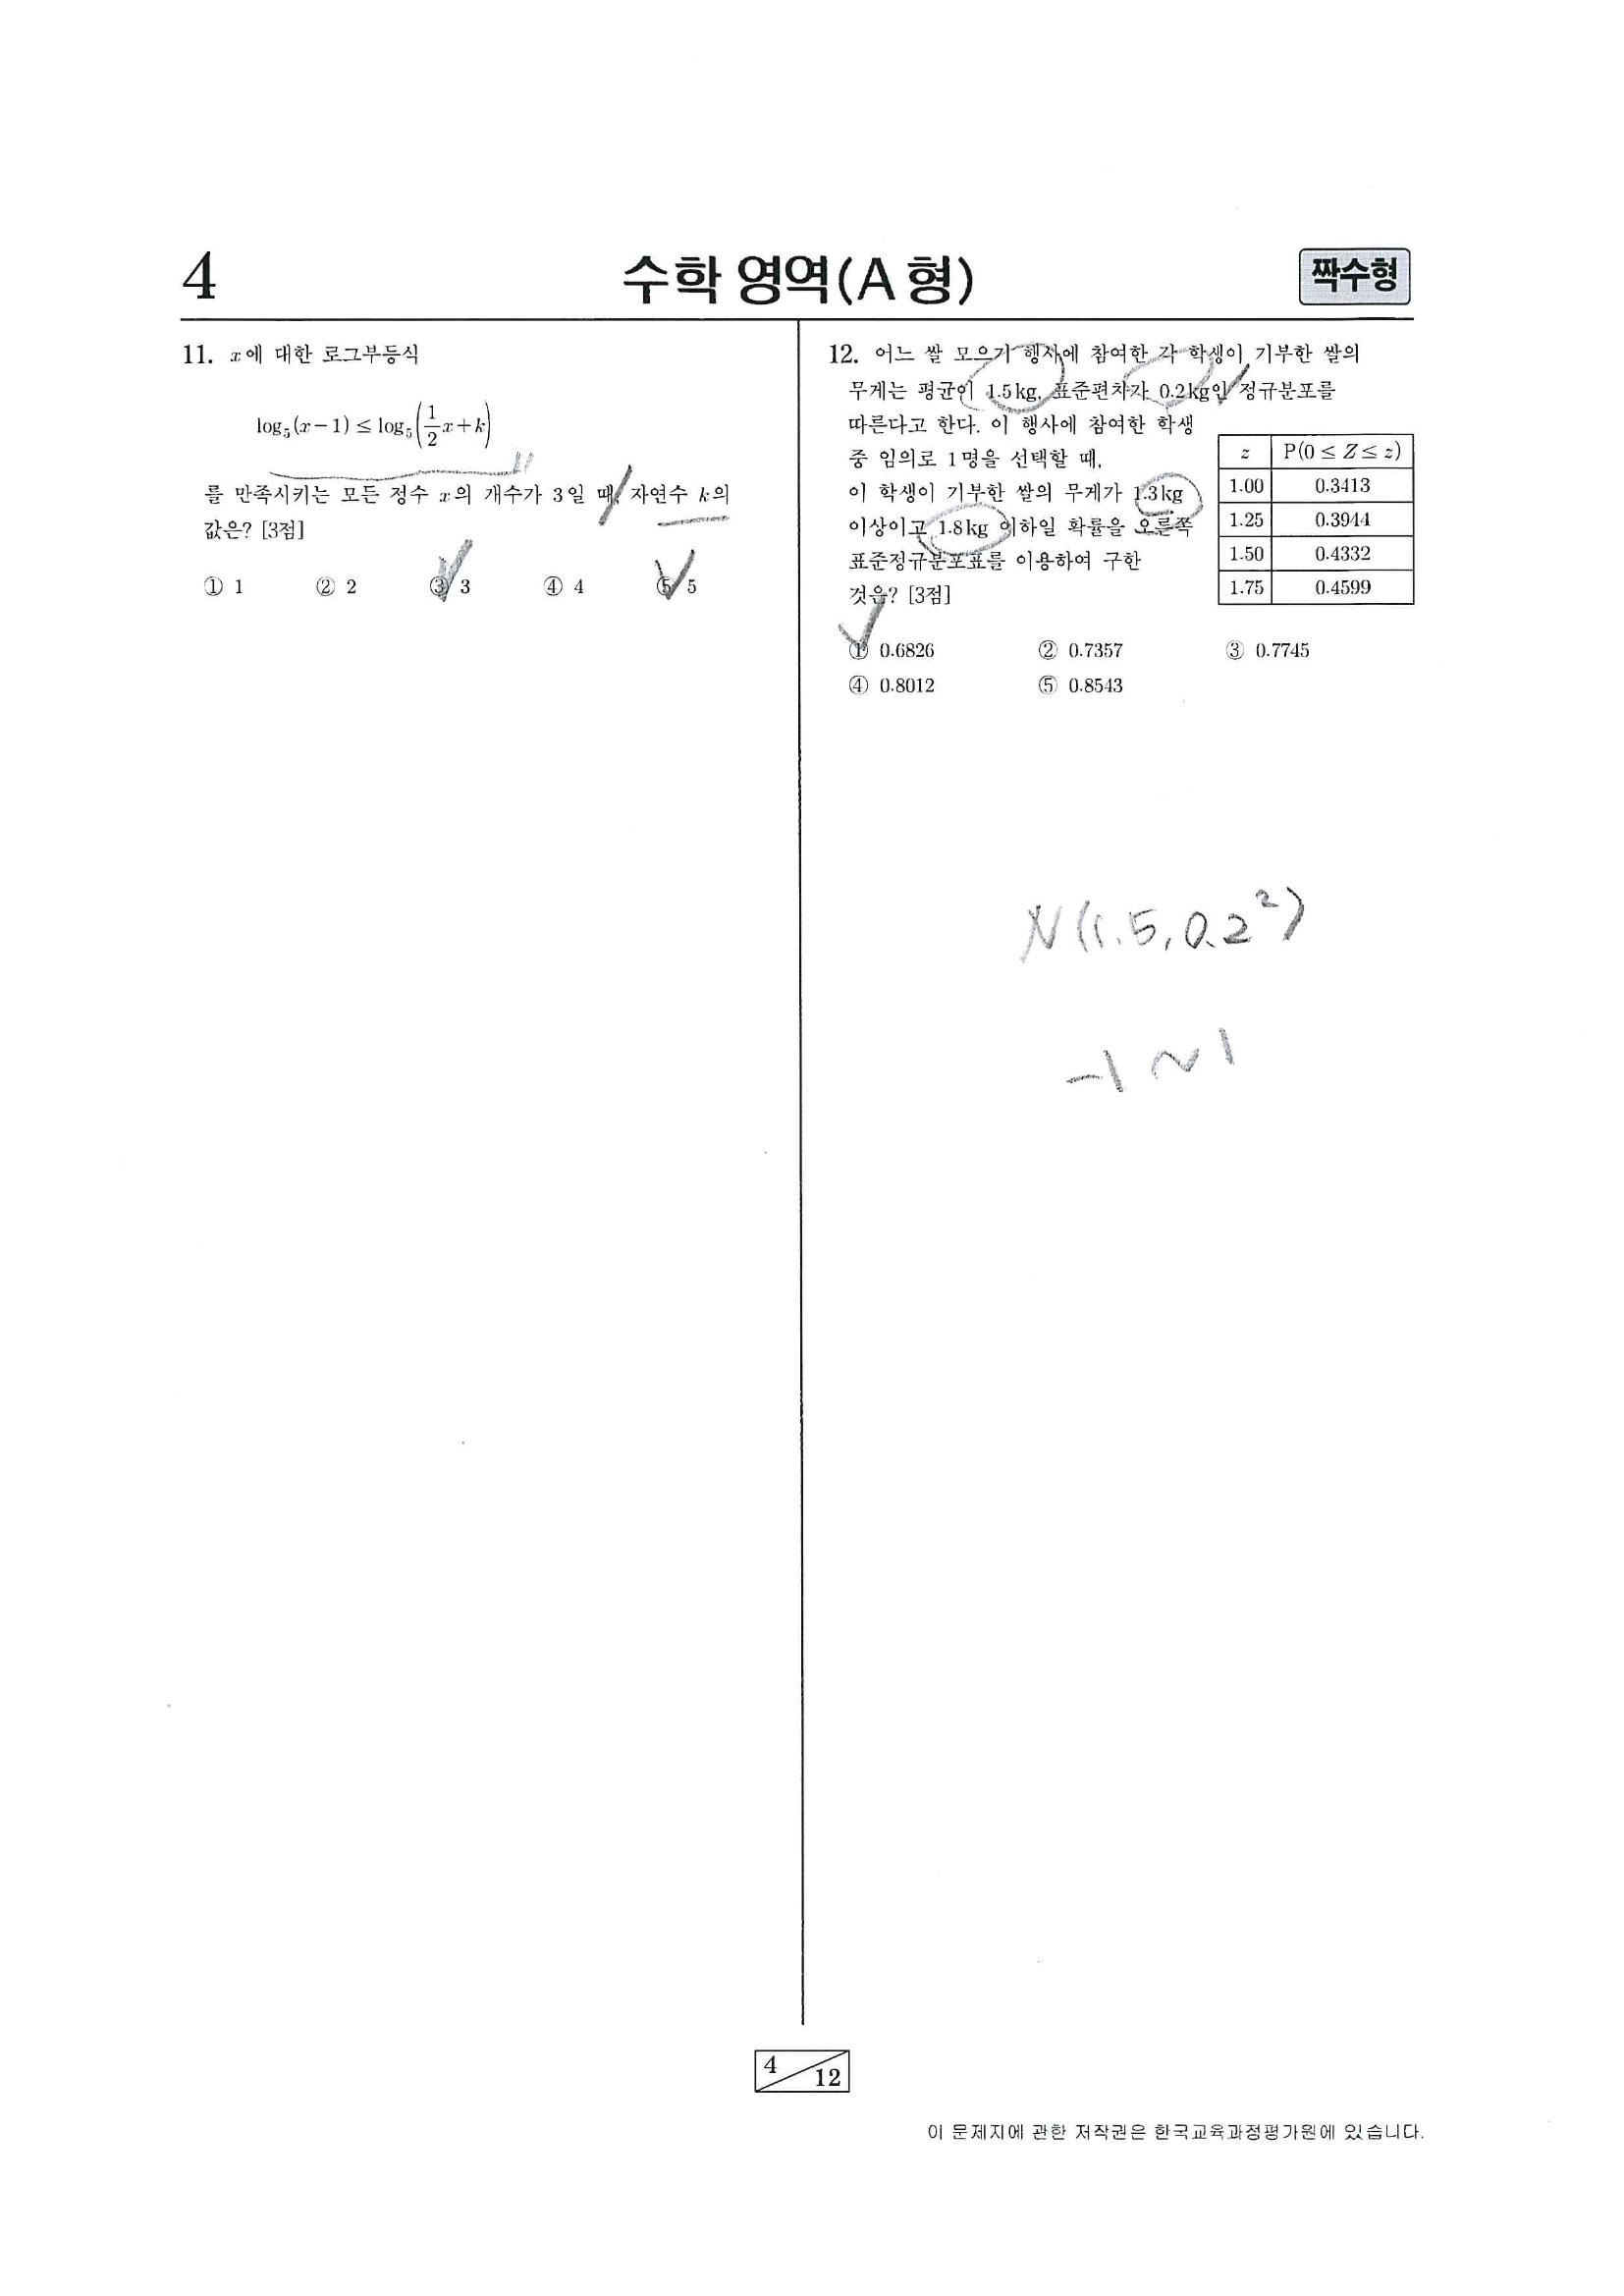 4
수학 영역(A 형)
짝수형
11. x에 대한 로그부등식
log₅(x-1) ≤ log₅(1/2 x+k)
를 만족시키는 모든 정수 x의 개수가 3일 때, 자연수 k의
값은? [3점]
① 1 ② 2 ③ 3 ④ 4 ⑤ 5
12. 어느 쌀 모으기 행사에 참여한 각 학생이 기부한 쌀의
무게는 평균이 1.5kg, 표준편차가 0.2kg인 정규분포를
따른다고 한다. 이 행사에 참여한 학생
중 임의로 1명을 선택할 때,
이 학생이 기부한 쌀의 무게가 1.3kg
이상이고 1.8kg 이하일 확률을 오른쪽
표준정규분포표를 이용하여 구한
것은? [3점]
z P(0 ≤ Z ≤ z)
1.00 0.3413
1.25 0.3944
1.50 0.4332
1.75 0.4599
① 0.6826 ② 0.7357 ③ 0.7745
④ 0.8012 ⑤ 0.8543
N(1.5, 0.2²)
-1 ~ 1
4 12
이 문제지에 관한 저작권은 한국교육과정평가원에 있습니다.